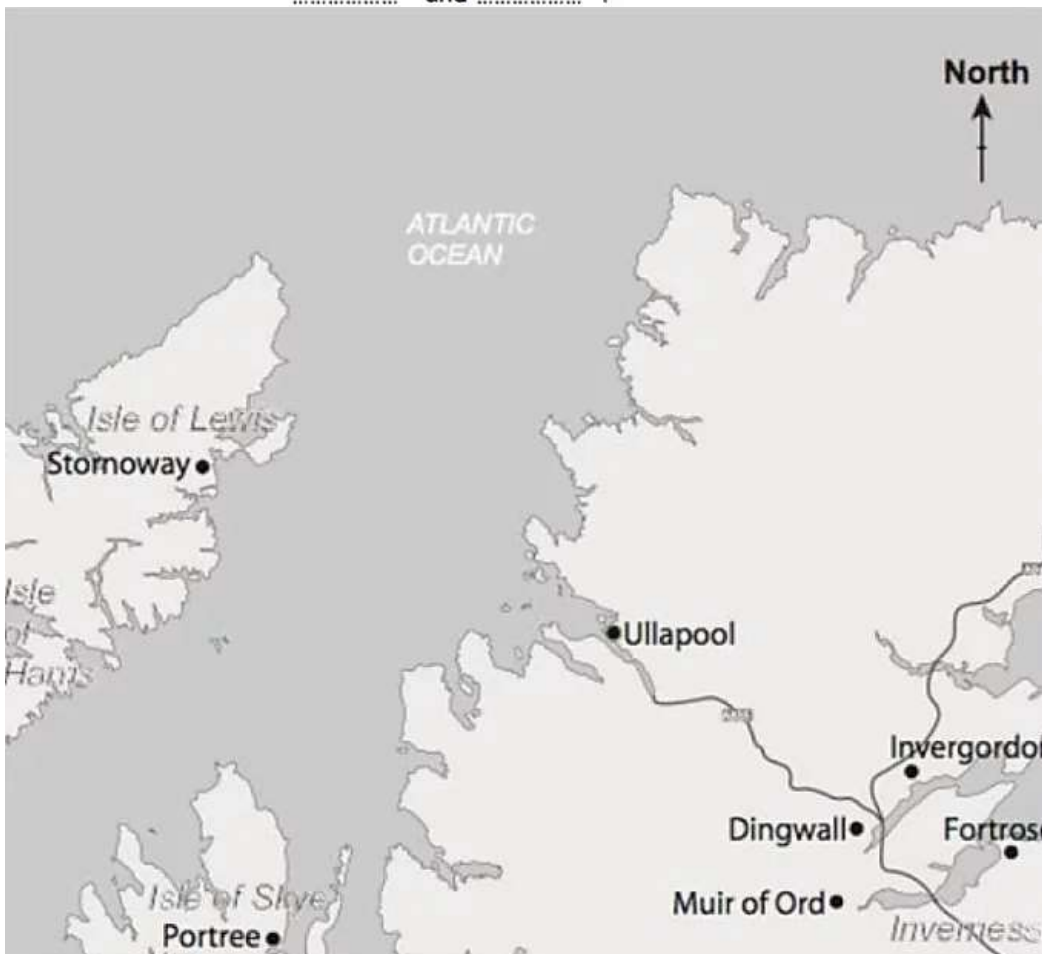 and
North
ATLANTIC
OCEAN
Isle of Lewis
Stornoway
Isle
of
Harris
Ullapool
Invergordon
Dingwall
Fortrose
Muir of Ord
Isle of Skye
Inverness
Portree